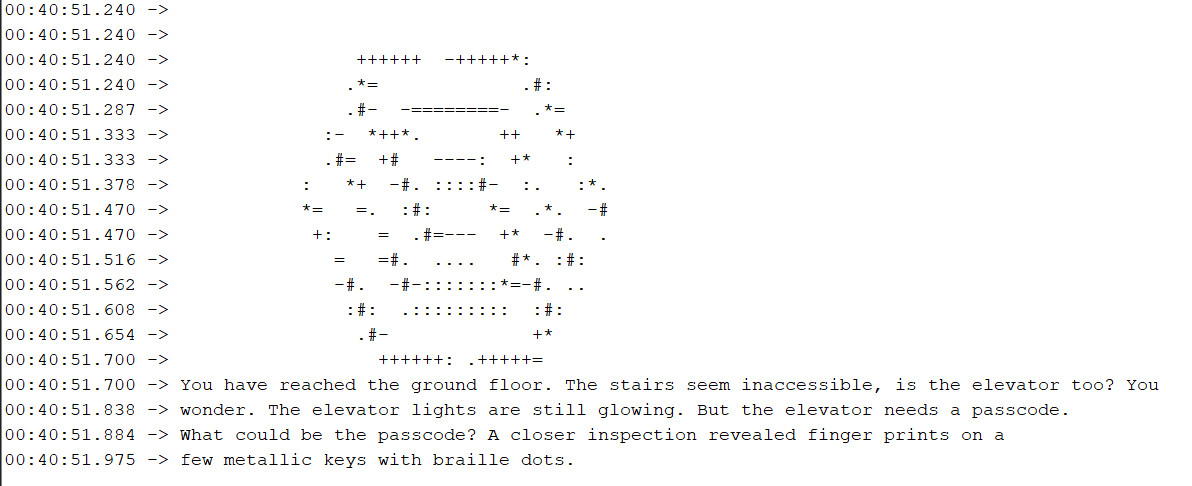 00:40:51.240 ->
00:40:51.240 ->
00:40:51.240 ->                 ++++++  -+++++*:
00:40:51.240 ->                .*=             .#:
00:40:51.287 ->                .#-  -========-  .*=
00:40:51.333 ->              :-  *++*.       ++   *+
00:40:51.333 ->              .#=  +#   ----:  +*   :
00:40:51.378 ->            :   *+  -#. ::::#-  :.   :*.
00:40:51.470 ->            *=   =.  :#:     *=  .*.  -#
00:40:51.470 ->             +:    =  .#=---  +*  -#.  .
00:40:51.516 ->               =   =#.  ....   #*. :#:
00:40:51.562 ->               -#.  -#-:::::::*=-#. ..
00:40:51.608 ->                :#:  .:::::::::  :#:
00:40:51.654 ->                 .#-             +*
00:40:51.700 ->                   ++++++: .+++++=
00:40:51.700 -> You have reached the ground floor. The stairs seem inaccessible, is the elevator too? You
00:40:51.838 -> wonder. The elevator lights are still glowing. But the elevator needs a passcode.
00:40:51.884 -> What could be the passcode? A closer inspection revealed finger prints on a
00:40:51.975 -> few metallic keys with braille dots.